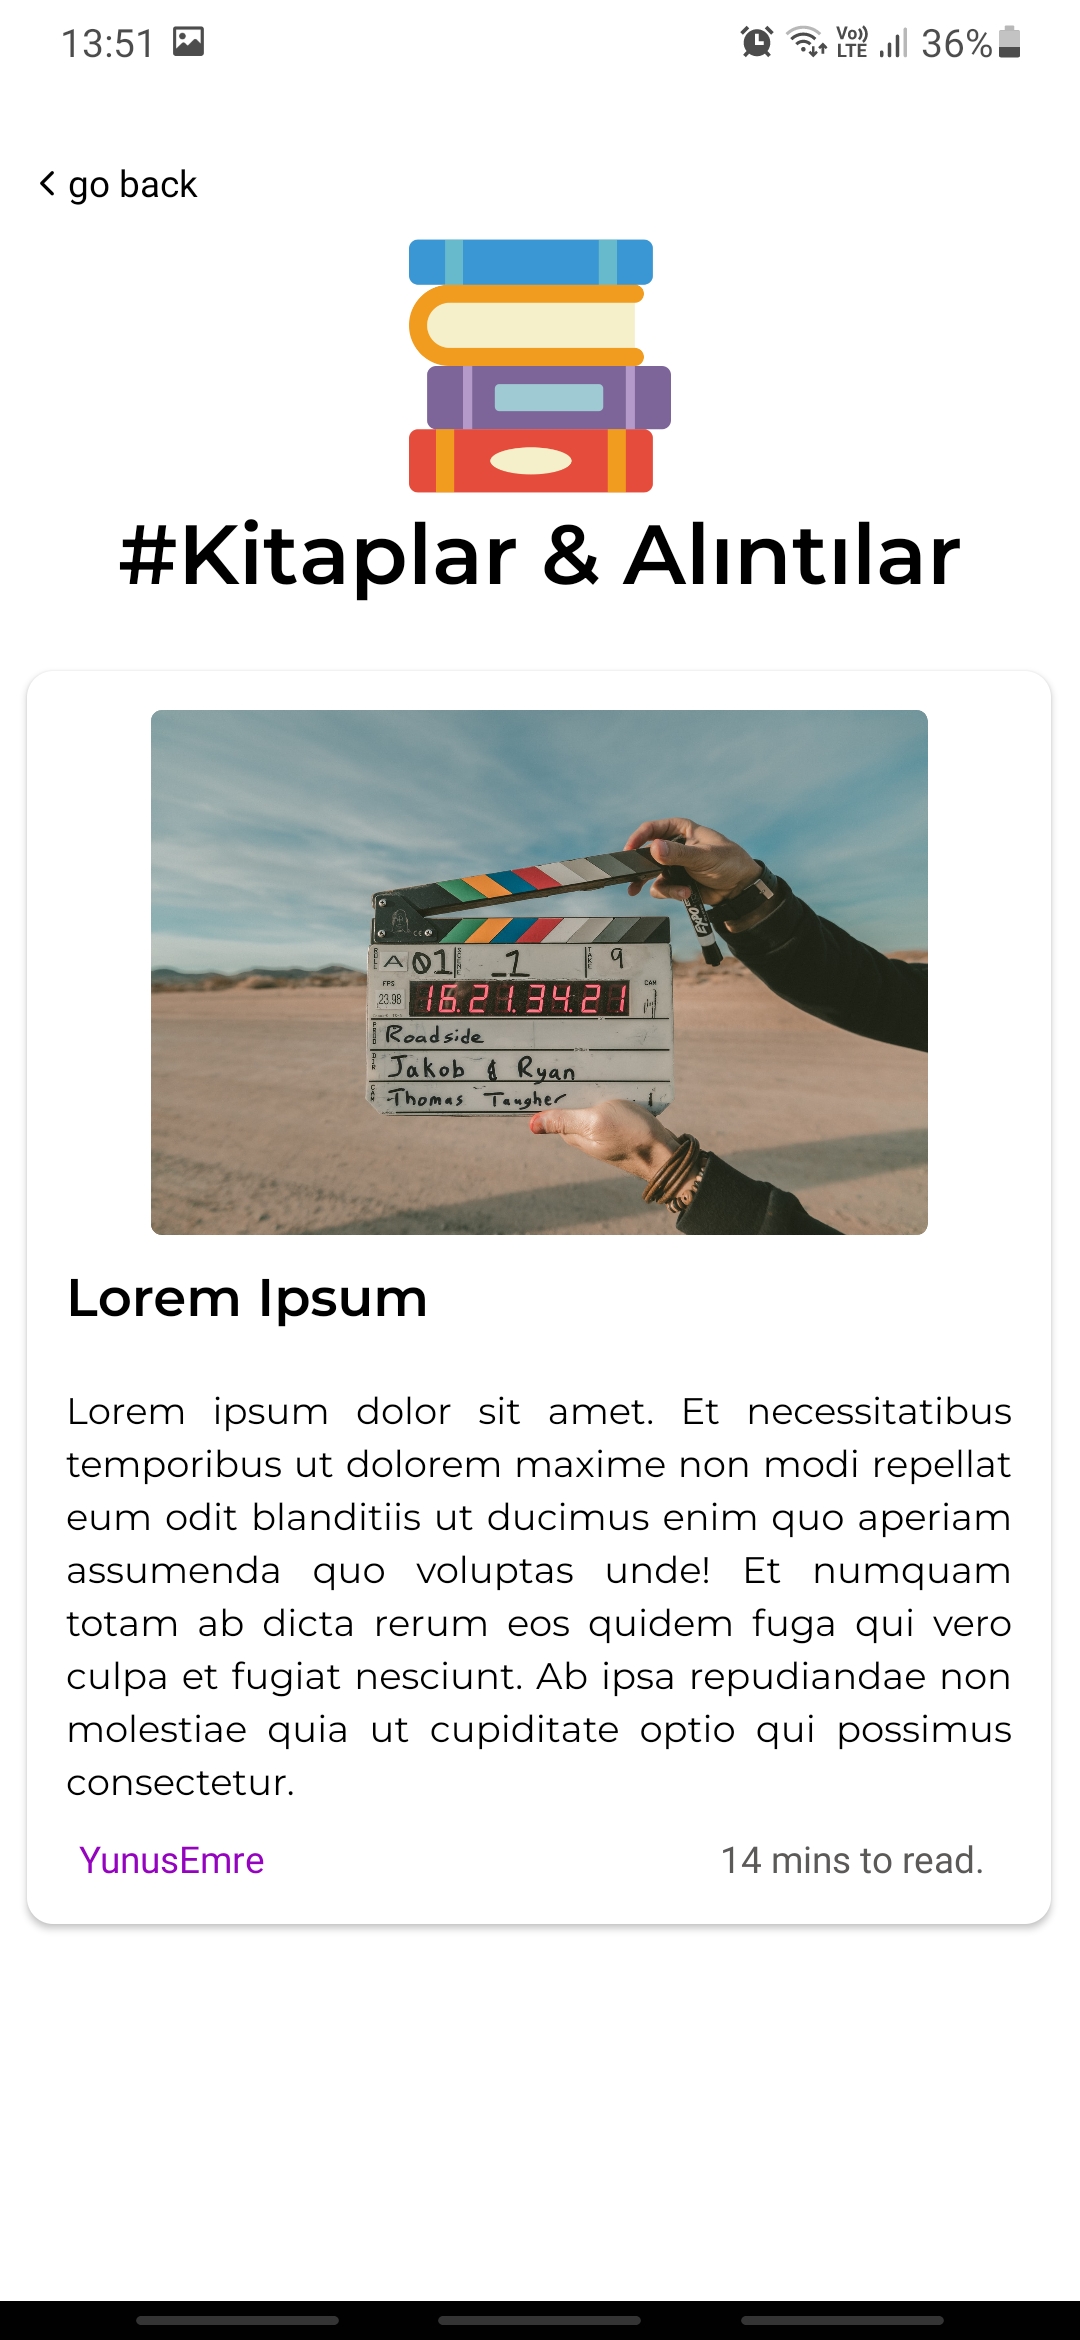 13:51 Vo)) LTE 36%
go back
#Kitaplar & Alıntılar
A 01 1 9
FPS CAM
23.98 16.21.34.21
Roadside
Jakob & Ryan
Thomas Taugher
EXPO
Lorem Ipsum
Lorem ipsum dolor sit amet. Et necessitatibus
temporibus ut dolorem maxime non modi repellat
eum odit blanditiis ut ducimus enim quo aperiam
assumenda quo voluptas unde! Et numquam
totam ab dicta rerum eos quidem fuga qui vero
culpa et fugiat nesciunt. Ab ipsa repudiandae non
molestiae quia ut cupiditate optio qui possimus
consectetur.
YunusEmre 14 mins to read.